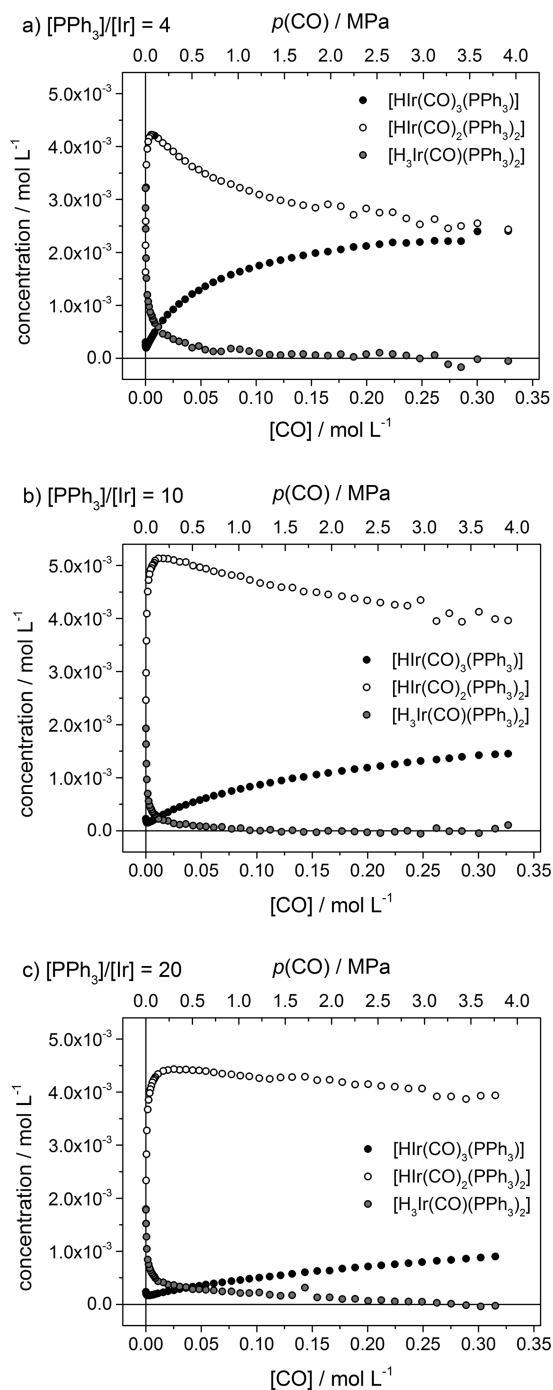 a) [PPh₃]/[Ir] = 4
p(CO) / MPa
0.0 0.5 1.0 1.5 2.0 2.5 3.0 3.5 4.0
5.0x10⁻³
4.0x10⁻³
3.0x10⁻³
2.0x10⁻³
1.0x10⁻³
0.0
concentration / mol L⁻¹
[HIr(CO)₃(PPh₃)]
[HIr(CO)₂(PPh₃)₂]
[H₃Ir(CO)(PPh₃)₂]
0.00 0.05 0.10 0.15 0.20 0.25 0.30 0.35
[CO] / mol L⁻¹
b) [PPh₃]/[Ir] = 10
p(CO) / MPa
0.0 0.5 1.0 1.5 2.0 2.5 3.0 3.5 4.0
5.0x10⁻³
4.0x10⁻³
3.0x10⁻³
2.0x10⁻³
1.0x10⁻³
0.0
concentration / mol L⁻¹
[HIr(CO)₃(PPh₃)]
[HIr(CO)₂(PPh₃)₂]
[H₃Ir(CO)(PPh₃)₂]
0.00 0.05 0.10 0.15 0.20 0.25 0.30 0.35
[CO] / mol L⁻¹
c) [PPh₃]/[Ir] = 20
p(CO) / MPa
0.0 0.5 1.0 1.5 2.0 2.5 3.0 3.5 4.0
5.0x10⁻³
4.0x10⁻³
3.0x10⁻³
2.0x10⁻³
1.0x10⁻³
0.0
concentration / mol L⁻¹
[HIr(CO)₃(PPh₃)]
[HIr(CO)₂(PPh₃)₂]
[H₃Ir(CO)(PPh₃)₂]
0.00 0.05 0.10 0.15 0.20 0.25 0.30 0.35
[CO] / mol L⁻¹